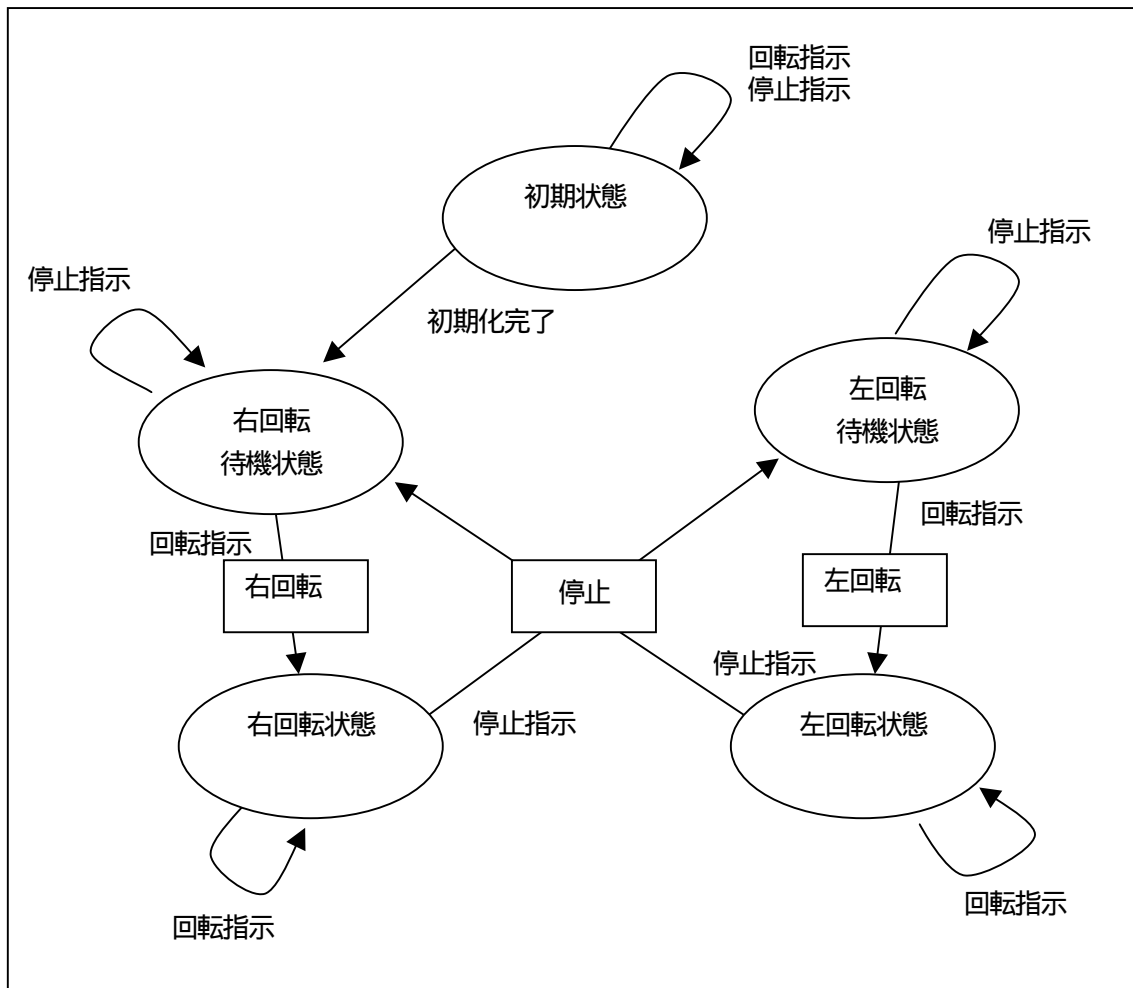 回転指示
停止指示
初期状態
停止指示
停止指示
初期化完了
右回転
待機状態
左回転
待機状態
回転指示
回転指示
右回転
停止
左回転
停止指示
右回転状態
停止指示
左回転状態
回転指示
回転指示